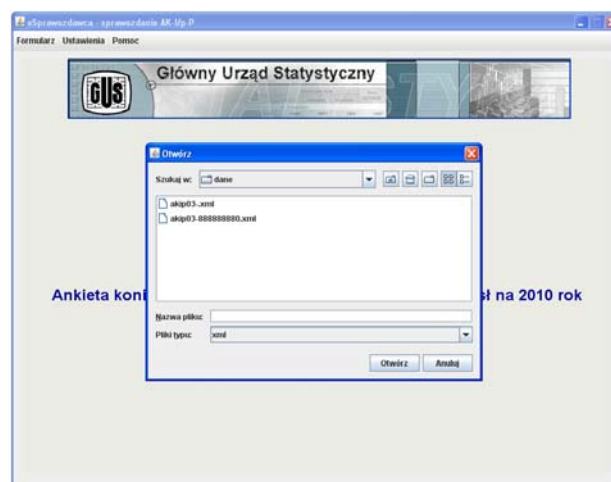 eSprawozdawca - sprawozdanie AK-I/p-P
Formularz Ustawienia Pomoc
GUS
Główny Urząd Statystyczny
Otwórz
Szukaj w: dane
akip03-.xml
akip03-888888880.xml
Ankieta koni
sł na 2010 rok
Nazwa pliku:
Pliki typu: xml
Otwórz Anuluj